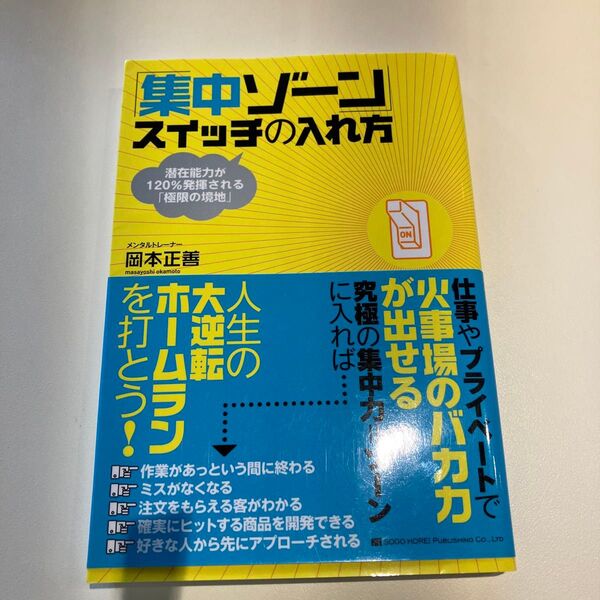 「集中ゾーン」
スイッチの入れ方
潜在能力が
120%発揮される
「極限の境地」
ON
メンタルトレーナー
岡本正善
masayoshi okamoto
仕事やプライベートで
火事場のバカ力
が出せる
究極の集中力ゾーン
に入れば…
人生の
大逆転
ホームラン
を打とう!
作業があっという間に終わる
ミスがなくなる
注文をもらえる客がわかる
確実にヒットする商品を開発できる
好きな人から先にアプローチされる
SOGO HOREI PUBLISHING CO., LTD